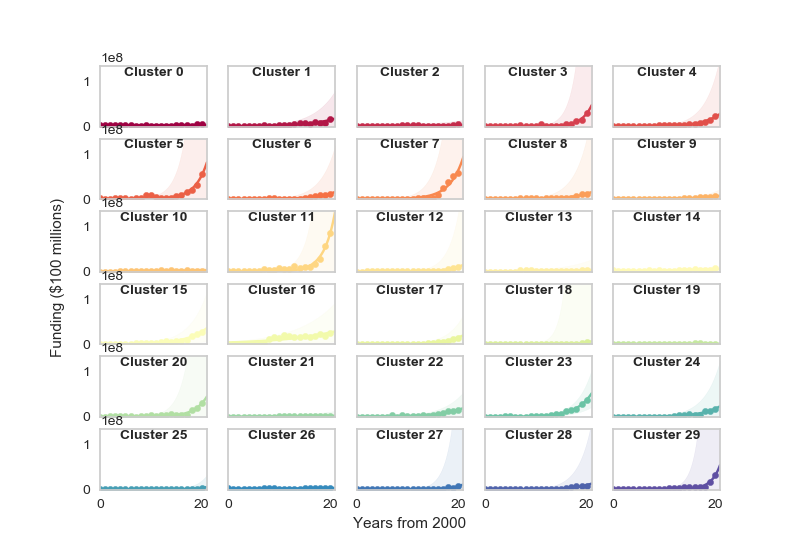 1e8
Cluster 0 Cluster 1 Cluster 2 Cluster 3 Cluster 4
1
0
1e8
Cluster 5 Cluster 6 Cluster 7 Cluster 8 Cluster 9
1
0
1e8
Cluster 10 Cluster 11 Cluster 12 Cluster 13 Cluster 14
1
0
1e8
Cluster 15 Cluster 16 Cluster 17 Cluster 18 Cluster 19
1
0
1e8
Cluster 20 Cluster 21 Cluster 22 Cluster 23 Cluster 24
1
0
1e8
Cluster 25 Cluster 26 Cluster 27 Cluster 28 Cluster 29
1
0
0 20 0 20 0 20 0 20 0 20
Years from 2000
Funding ($100 millions)